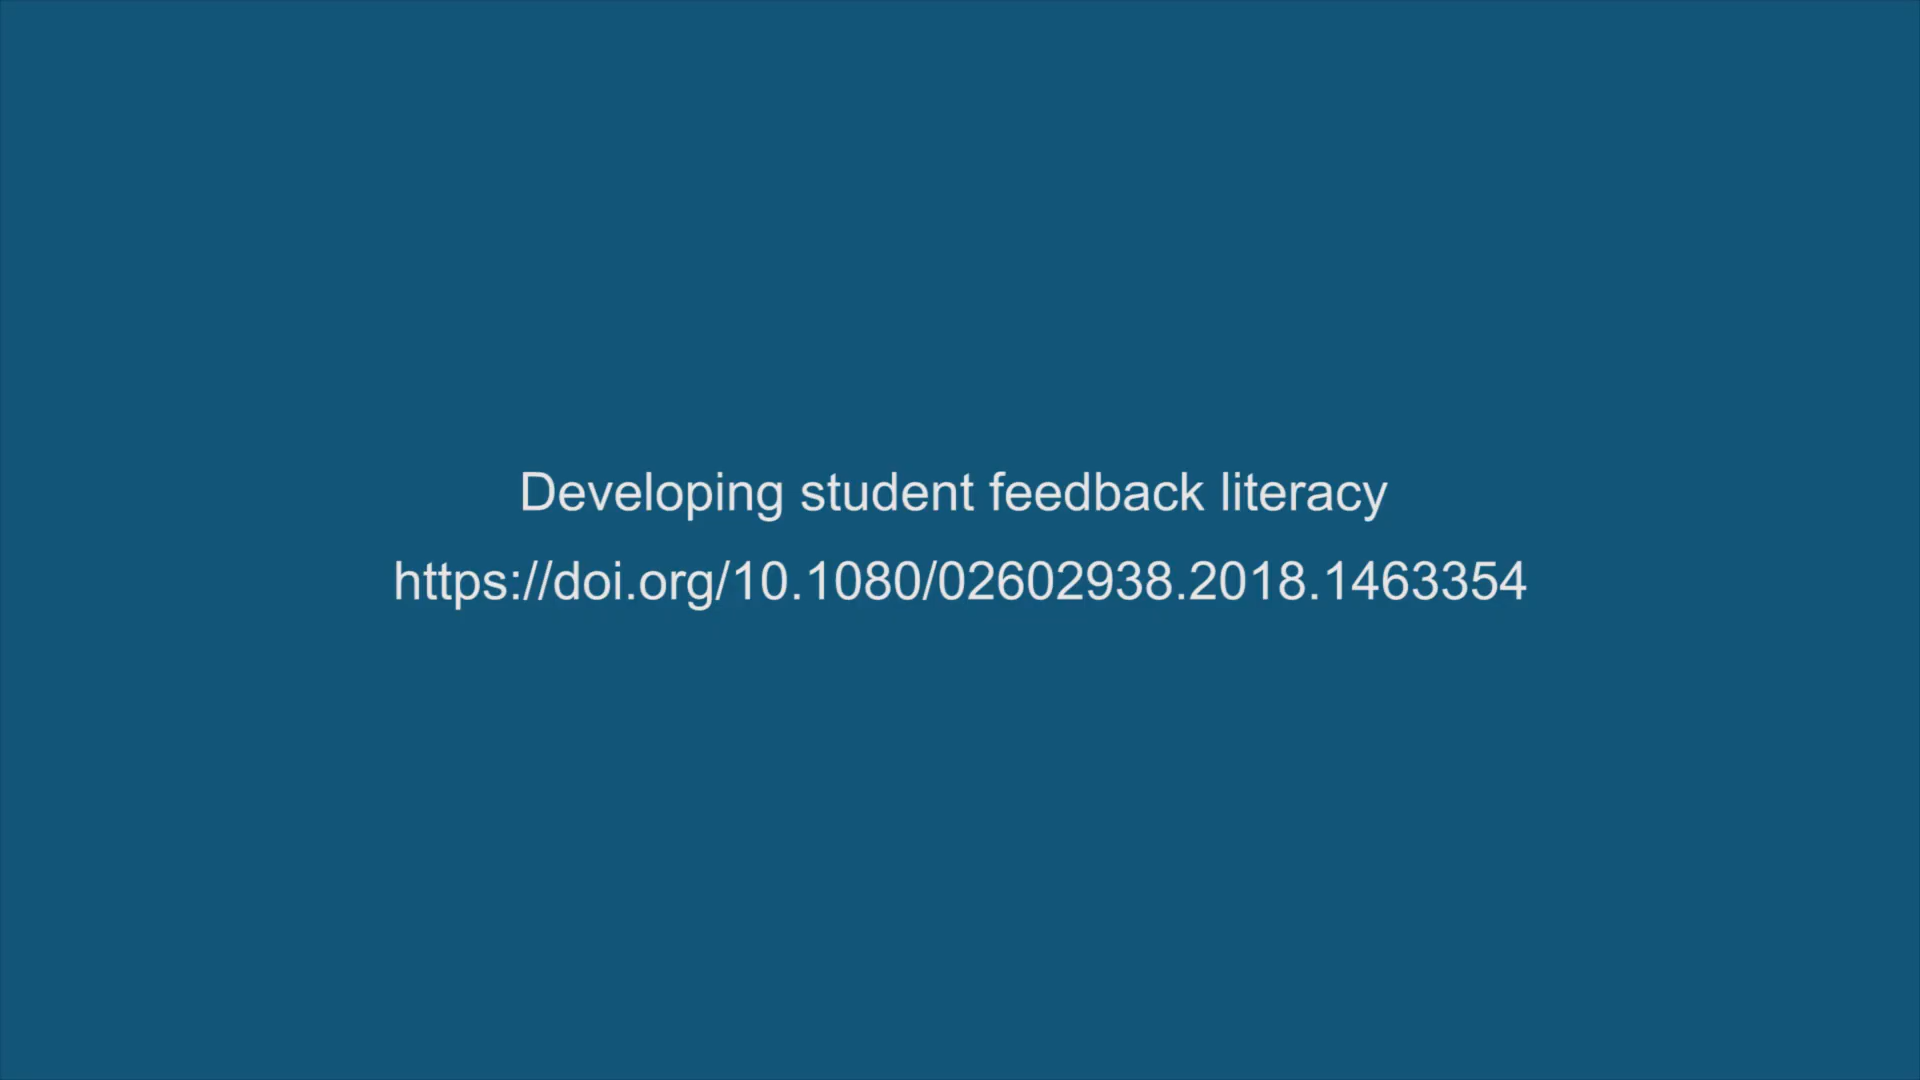 Developing student feedback literacy
https://doi.org/10.1080/02602938.2018.1463354